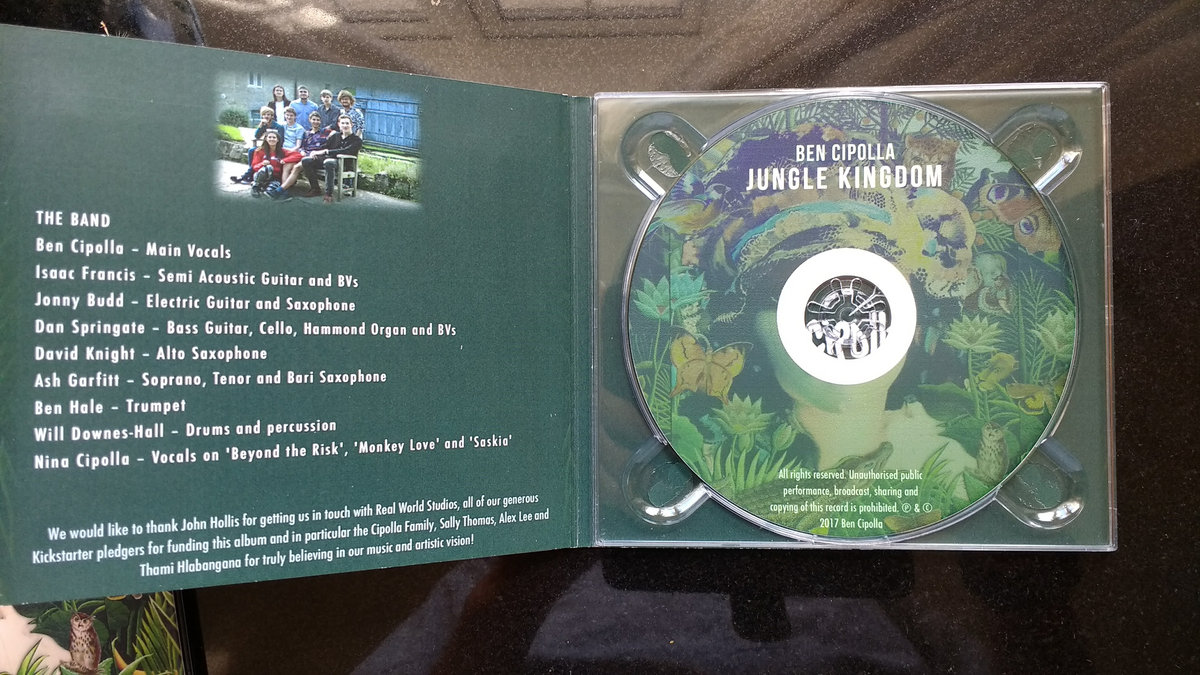 THE BAND
Ben Cipolla – Main Vocals
Isaac Francis – Semi Acoustic Guitar and BVs
Jonny Budd – Electric Guitar and Saxophone
Dan Springate – Bass Guitar, Cello, Hammond Organ and BVs
David Knight – Alto Saxophone
Ash Garfitt – Soprano, Tenor and Bari Saxophone
Ben Hale – Trumpet
Will Downes-Hall – Drums and percussion
Nina Cipolla – Vocals on 'Beyond the Risk', 'Monkey Love' and 'Saskia'
We would like to thank John Hollis for getting us in touch with Real World Studios, all of our generous
Kickstarter pledgers for funding this album and in particular the Cipolla Family, Sally Thomas, Alex Lee and
Thami Hlabangana for truly believing in our music and artistic vision!
BEN CIPOLLA
JUNGLE KINGDOM
All rights reserved. Unauthorised public
performance, broadcast, sharing and
copying of this record is prohibited. ℗ & ©
2017 Ben Cipolla